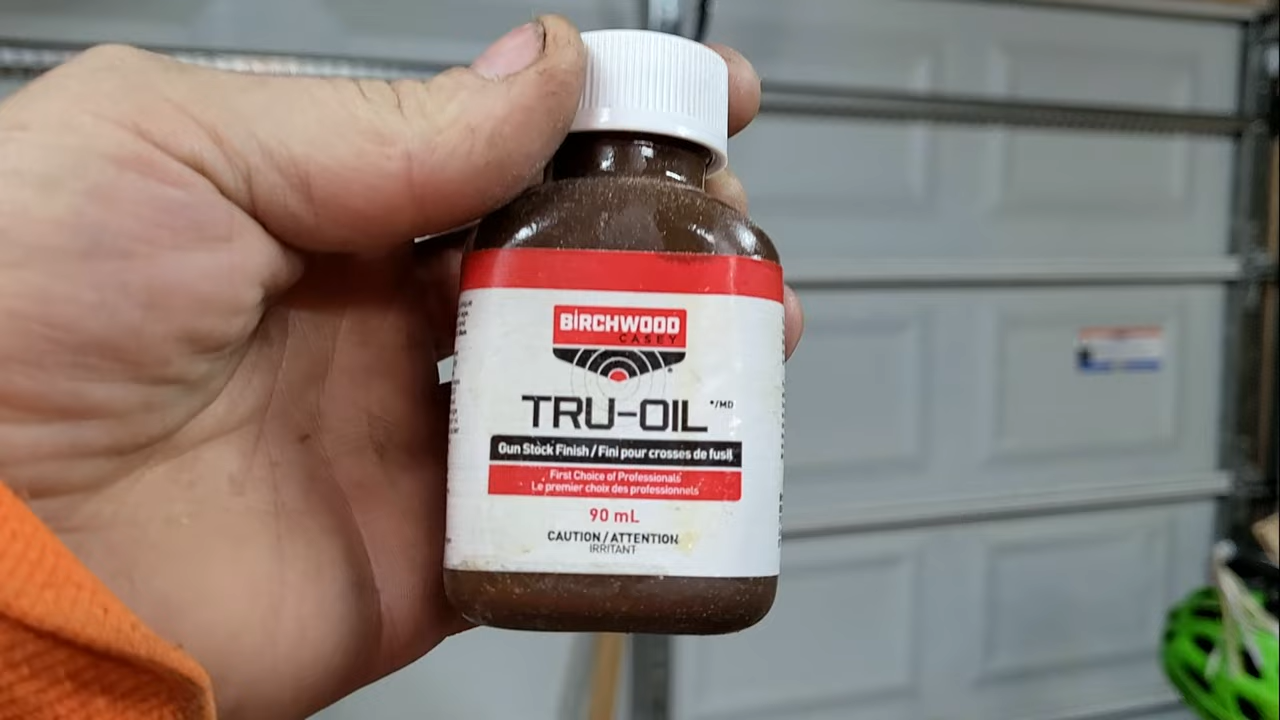 BiRCHWOOD
CASEY
TRU-OIL */MD
Gun Stock Finish / Fini pour crosses de fusil
First Choice of Professionals
Le premier choix des professionnels
90 mL
CAUTION / ATTENTION
IRRITANT